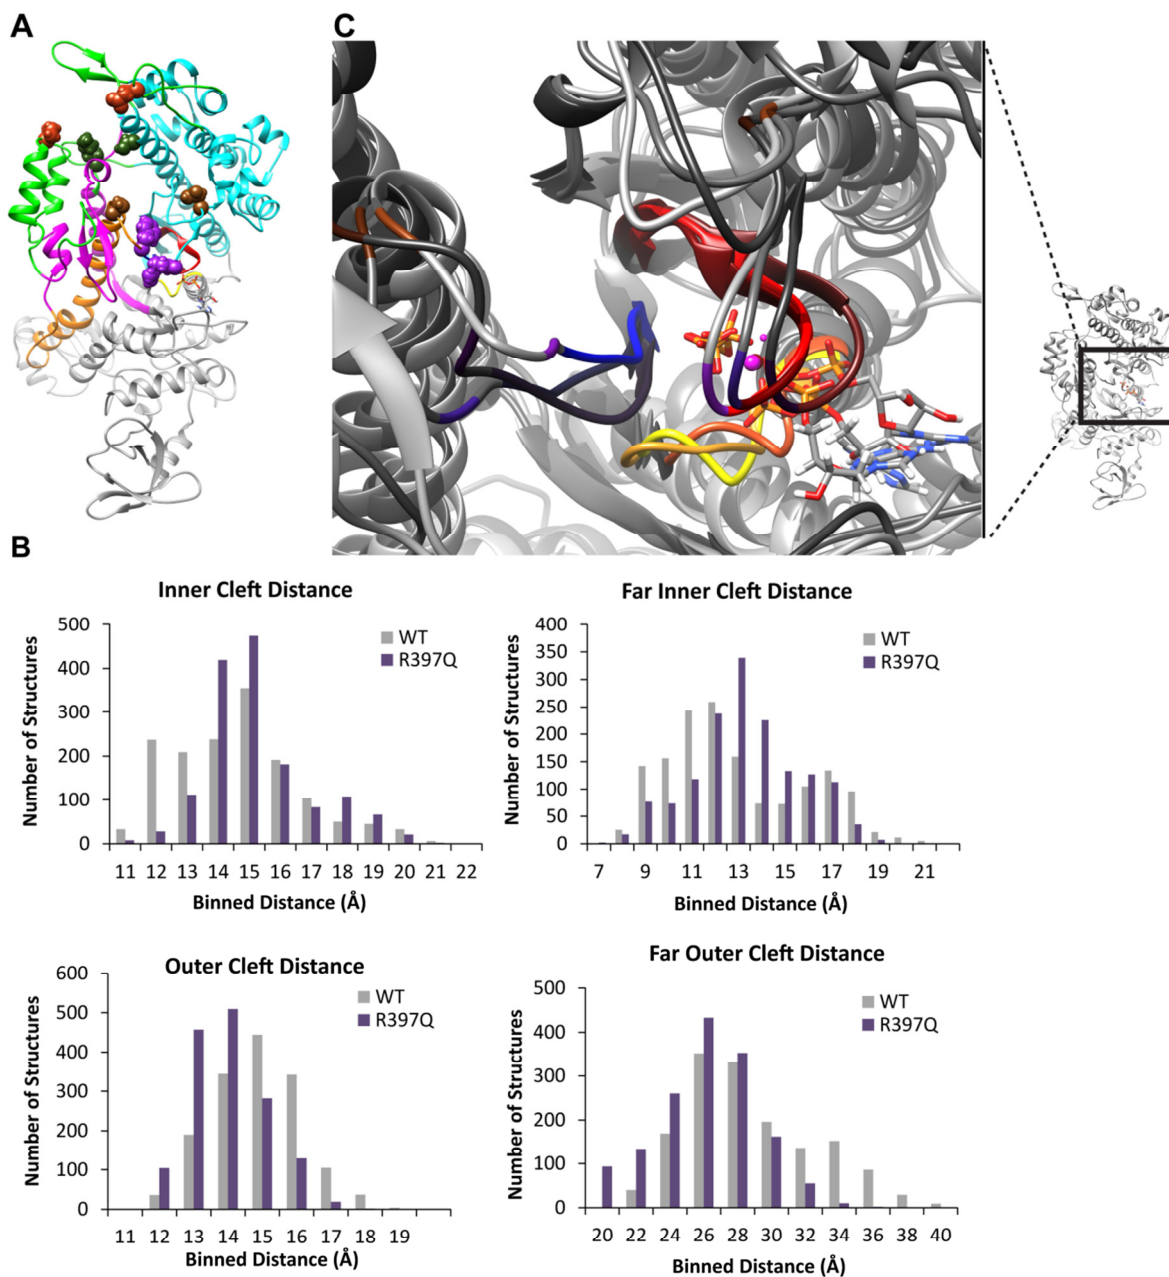 A
C
B
Inner Cleft Distance
Number of Structures
500
400
300
200
100
0
WT
R397Q
11 12 13 14 15 16 17 18 19 20 21 22
Binned Distance (Å)
Far Inner Cleft Distance
Number of Structures
400
350
300
250
200
150
100
50
0
WT
R397Q
7 9 11 13 15 17 19 21
Binned Distance (Å)
Outer Cleft Distance
Number of Structures
600
500
400
300
200
100
0
WT
R397Q
11 12 13 14 15 16 17 18 19
Binned Distance (Å)
Far Outer Cleft Distance
Number of Structures
500
400
300
200
100
0
WT
R397Q
20 22 24 26 28 30 32 34 36 38 40
Binned Distance (Å)